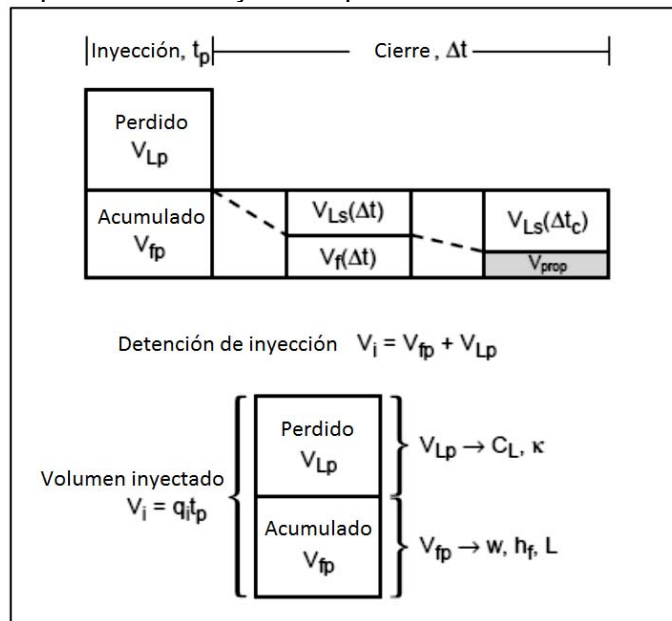 Inyección, tp
Cierre, Δt
Perdido
VLp
Acumulado
Vfp
VLs(Δt)
Vf(Δt)
VLs(Δtc)
Vprop
Detención de inyección Vi = Vfp + VLp
Volumen inyectado
Vi = qitp
Perdido
VLp
Acumulado
Vfp
VLp → CL, κ
Vfp → w, hf, L